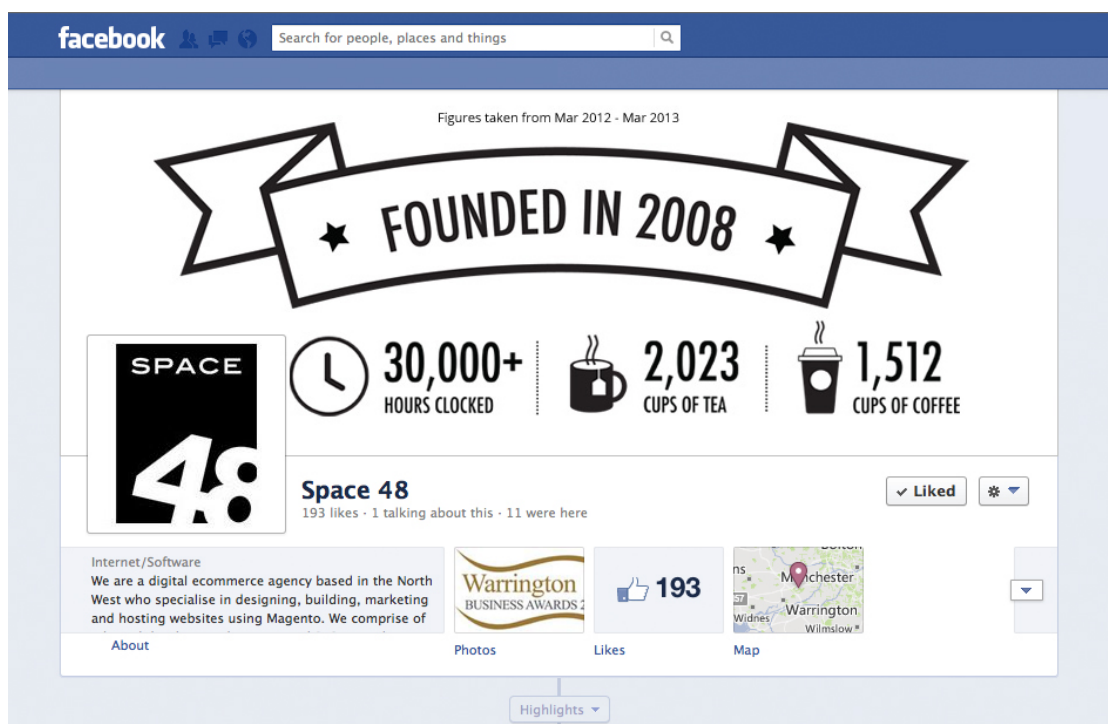 facebook
Search for people, places and things
Figures taken from Mar 2012 - Mar 2013
FOUNDED IN 2008
30,000+
HOURS CLOCKED
2,023
CUPS OF TEA
1,512
CUPS OF COFFEE
SPACE
48
Space 48
193 likes · 1 talking about this · 11 were here
Liked
Internet/Software
We are a digital ecommerce agency based in the North
West who specialise in designing, building, marketing
and hosting websites using Magento. We comprise of
About
Warrington
BUSINESS AWARDS 2
Photos
193
Likes
Warrington
Widnes
Wilmslow
Map
Highlights